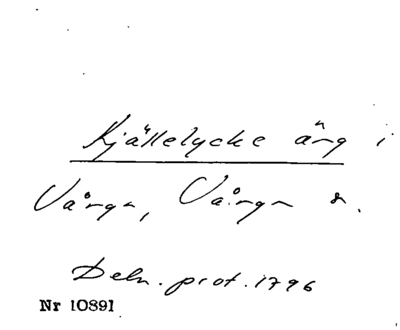 Kjällelycke äng i
Vånga, Vånga s.
Deln. prot. 1796
Nr 10891